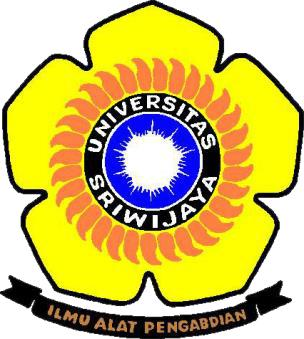 UNIVERSITAS
SRIWIJAYA
ILMU ALAT PENGABDIAN